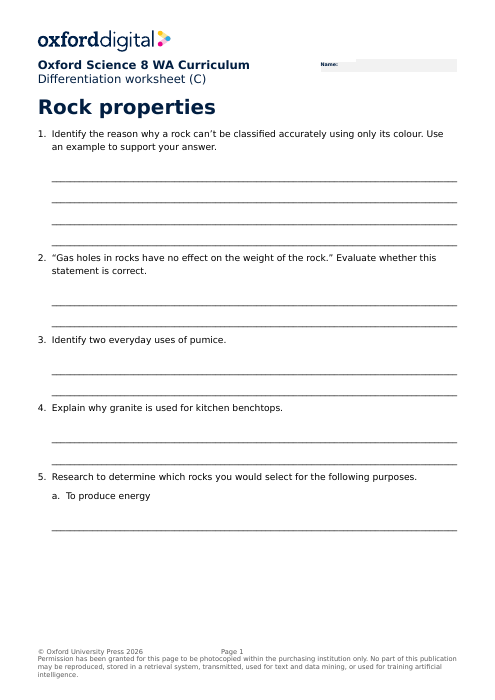 oxforddigital
Oxford Science 8 WA Curriculum
Name:
Differentiation worksheet (C)
Rock properties
1. Identify the reason why a rock can’t be classified accurately using only its colour. Use
an example to support your answer.
2. “Gas holes in rocks have no effect on the weight of the rock.” Evaluate whether this
statement is correct.
3. Identify two everyday uses of pumice.
4. Explain why granite is used for kitchen benchtops.
5. Research to determine which rocks you would select for the following purposes.
a. To produce energy
© Oxford University Press 2026 Page 1
Permission has been granted for this page to be photocopied within the purchasing institution only. No part of this publication
may be reproduced, stored in a retrieval system, transmitted, used for text and data mining, or used for training artificial
intelligence.